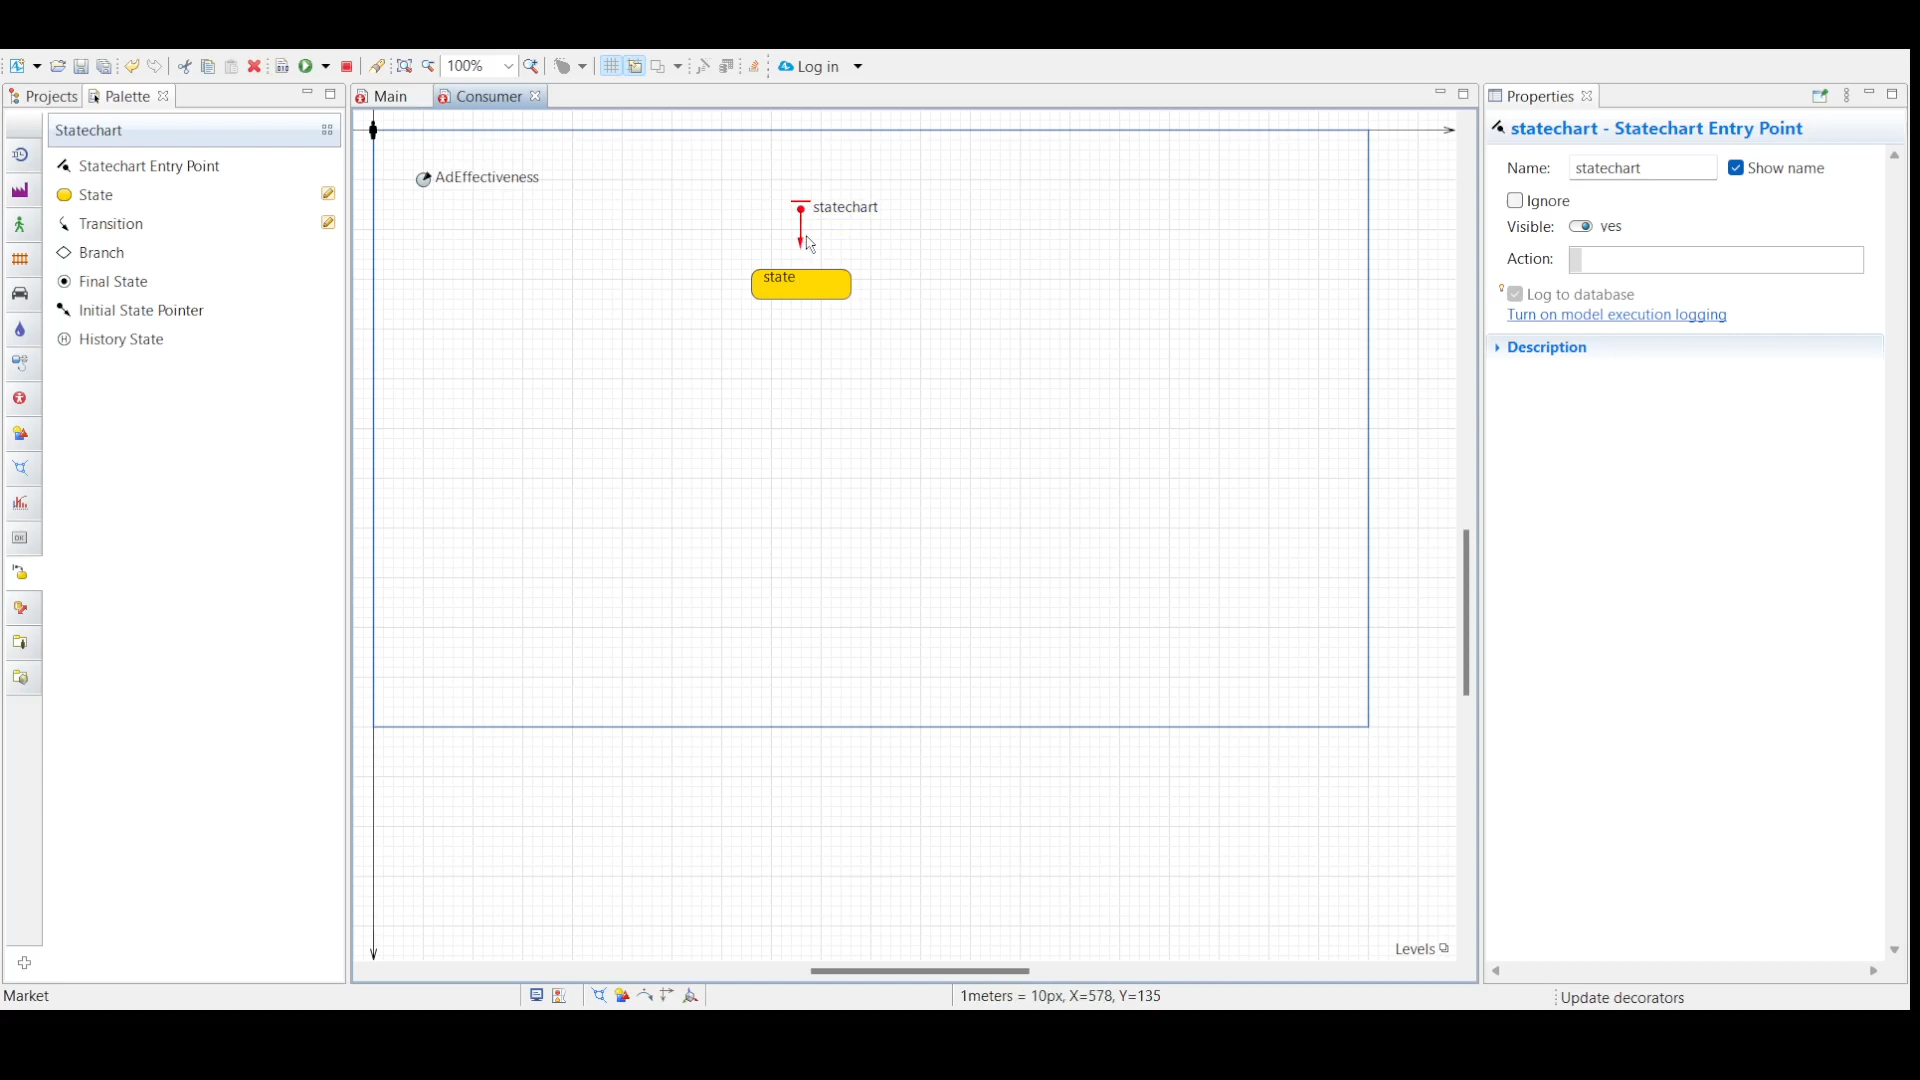 100% Log in
Projects Palette Main Consumer Properties
Statechart
Statechart Entry Point
State
Transition
Branch
Final State
Initial State Pointer
History State
AdEffectiveness
statechart
state
Levels
statechart - Statechart Entry Point
Name: statechart Show name
Ignore
Visible: yes
Action:
Log to database
Turn on model execution logging
Description
Market 1meters = 10px, X=578, Y=135 Update decorators